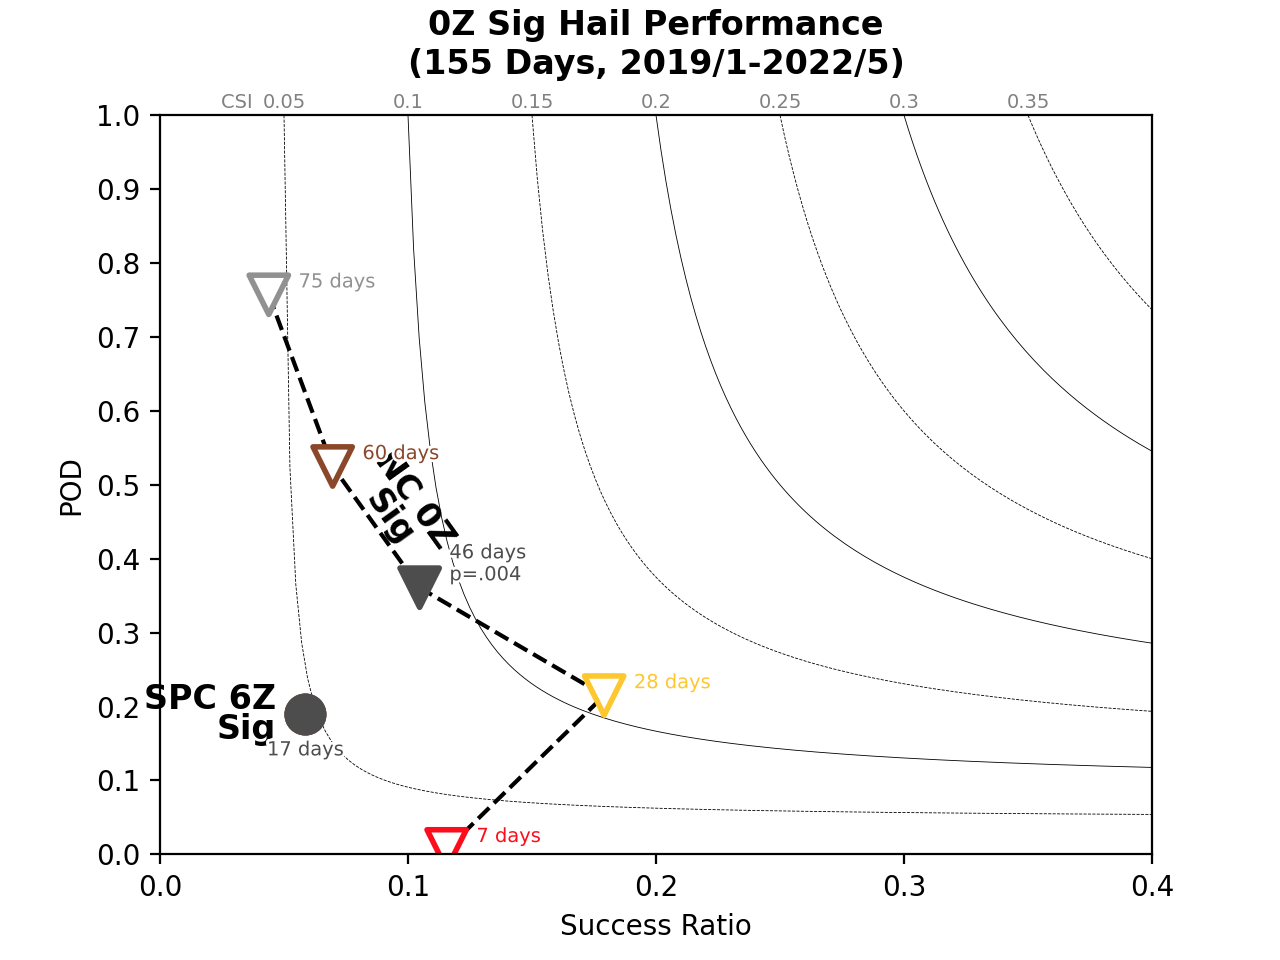 0Z Sig Hail Performance
(155 Days, 2019/1-2022/5)
CSI 0.05 0.1 0.15 0.2 0.25 0.3 0.35
1.0
0.9
0.8
0.7
0.6
0.5
0.4
0.3
0.2
0.1
0.0
POD
75 days
60 days
NC 0Z
Sig
46 days
p=.004
28 days
SPC 6Z
Sig
17 days
7 days
0.0 0.1 0.2 0.3 0.4
Success Ratio